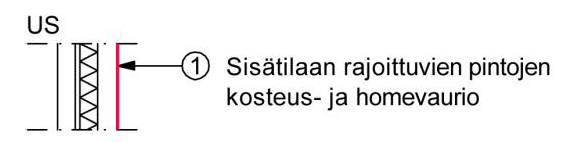 US
1 Sisätilaan rajoittuvien pintojen
kosteus- ja homevaurio